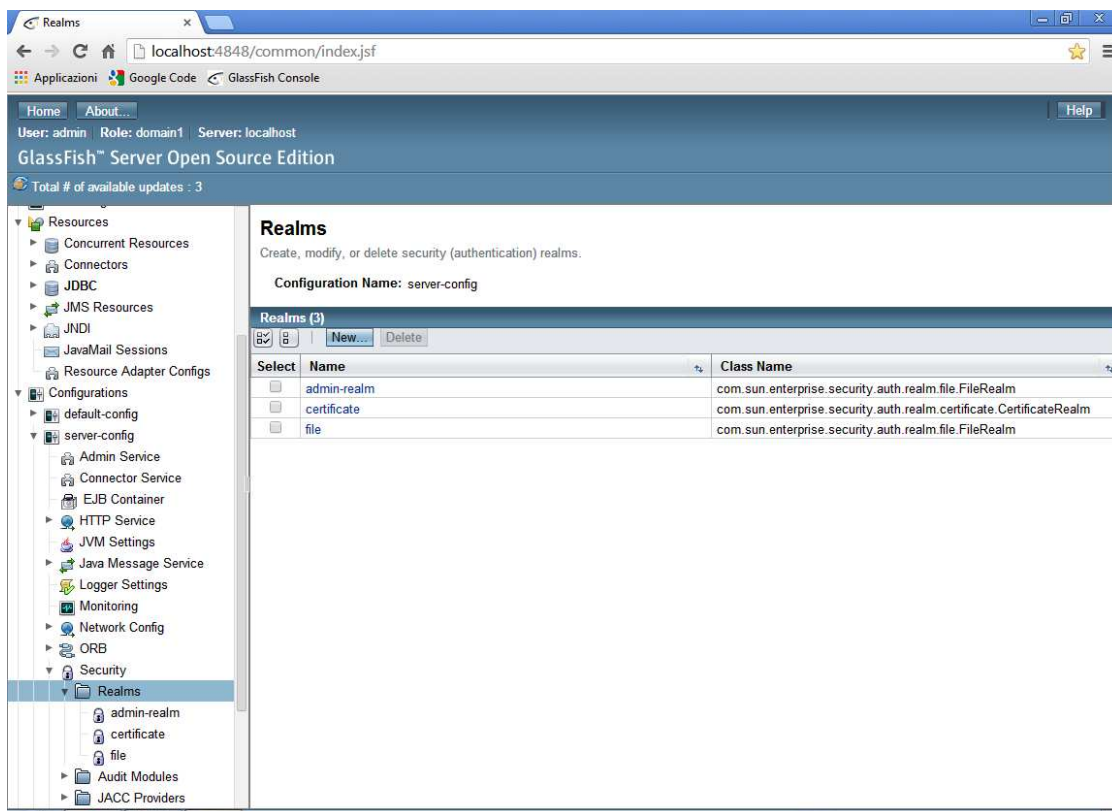 Realms
localhost:4848/common/index.jsf
Applicazioni Google Code GlassFish Console
Home About... Help
User: admin Role: domain1 Server: localhost
GlassFish™ Server Open Source Edition
Total # of available updates : 3
Resources
Concurrent Resources
Connectors
JDBC
JMS Resources
JNDI
JavaMail Sessions
Resource Adapter Configs
Configurations
default-config
server-config
Admin Service
Connector Service
EJB Container
HTTP Service
JVM Settings
Java Message Service
Logger Settings
Monitoring
Network Config
ORB
Security
Realms
admin-realm
certificate
file
Audit Modules
JACC Providers
Realms
Create, modify, or delete security (authentication) realms.
Configuration Name: server-config
Realms (3)
New... Delete
Select Name Class Name
admin-realm com.sun.enterprise.security.auth.realm.file.FileRealm
certificate com.sun.enterprise.security.auth.realm.certificate.CertificateRealm
file com.sun.enterprise.security.auth.realm.file.FileRealm